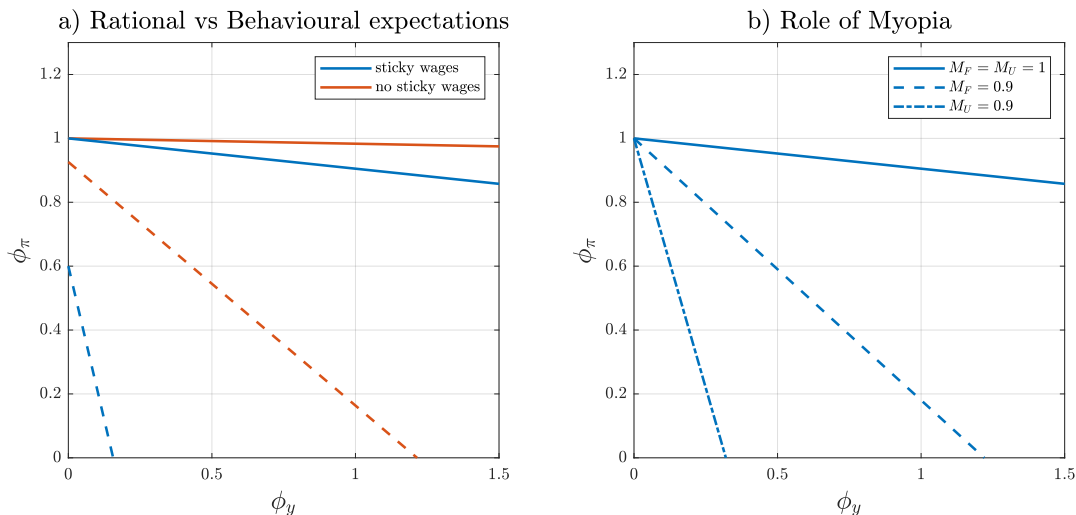 a) Rational vs Behavioural expectations
sticky wages
no sticky wages
1.2
1
0.8
0.6
0.4
0.2
0
ϕ_π
0
0.5
1
1.5
ϕ_y
b) Role of Myopia
M_F = M_U = 1
M_F = 0.9
M_U = 0.9
1.2
1
0.8
0.6
0.4
0.2
0
ϕ_π
0
0.5
1
1.5
ϕ_y